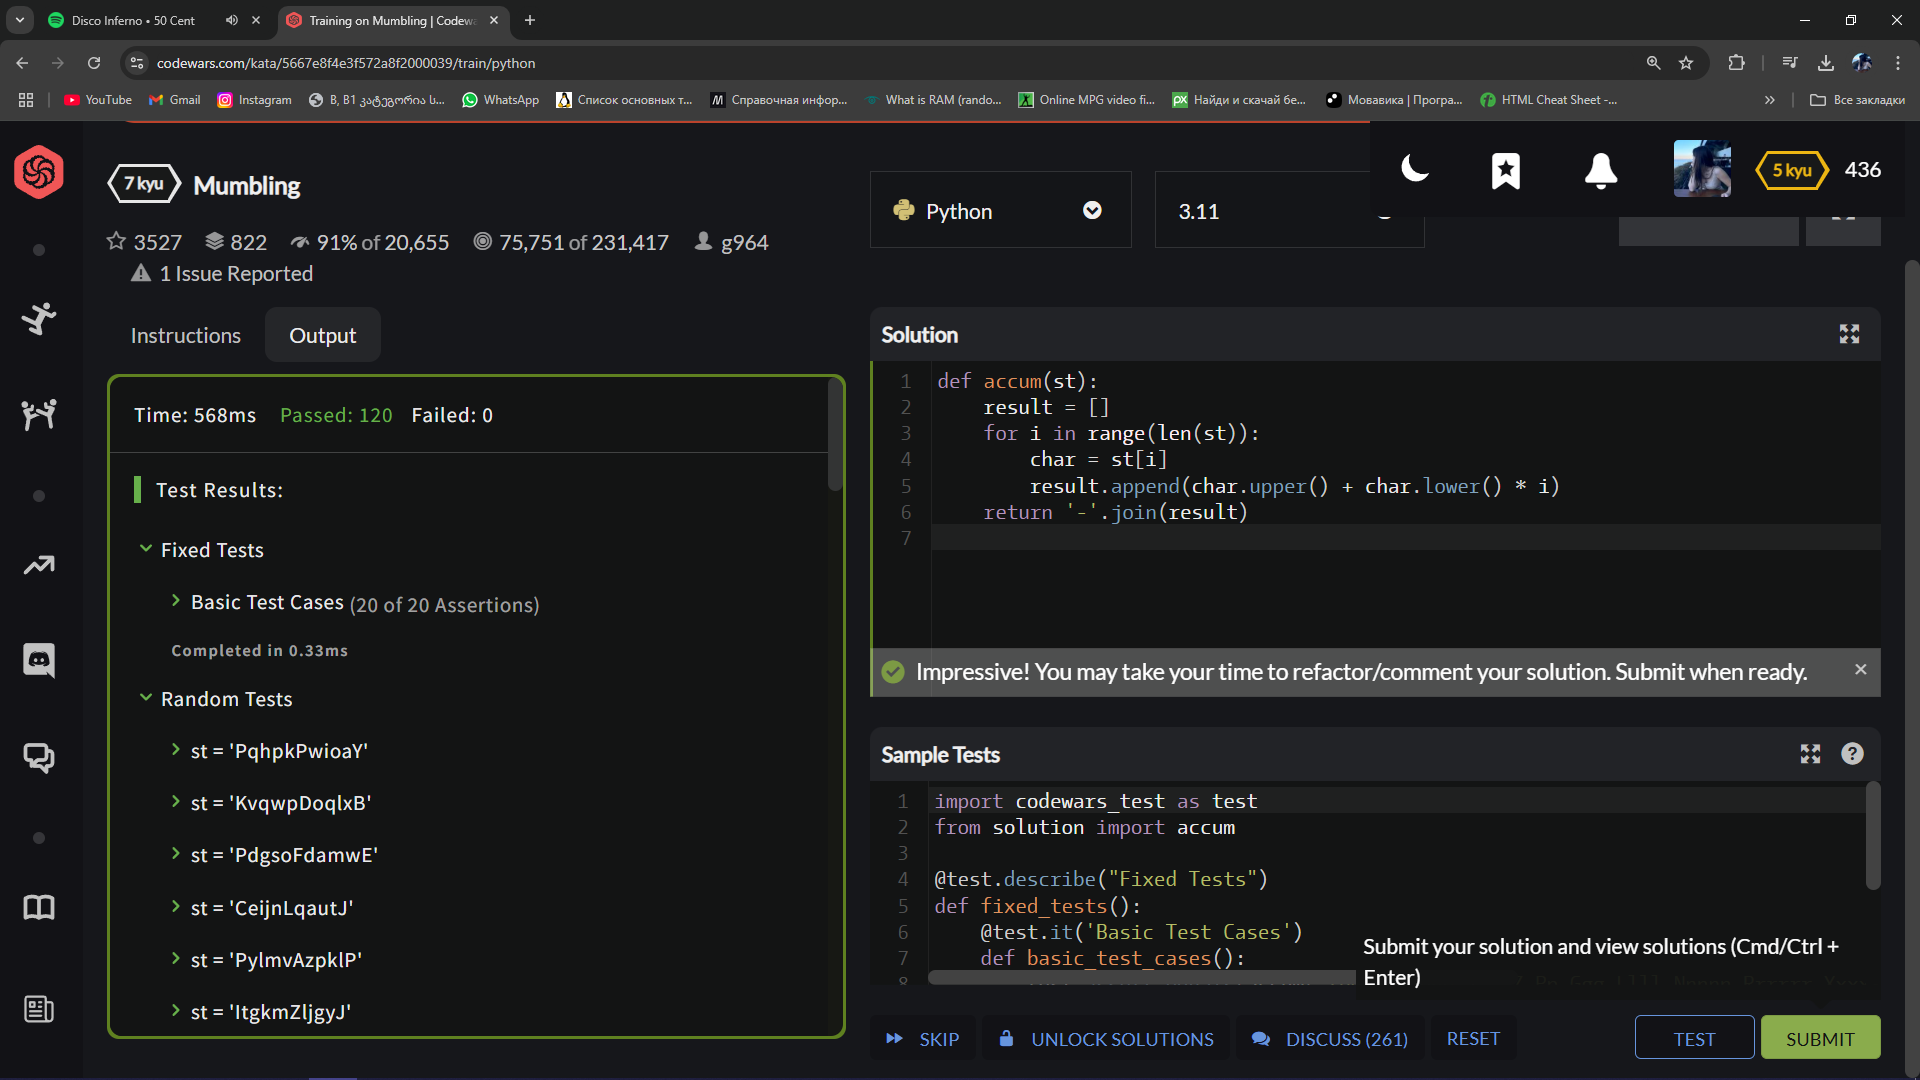 Disco Inferno • 50 Cent
Training on Mumbling | Codew
codewars.com/kata/5667e8f4e3f572a8f2000039/train/python
YouTube
Gmail
Instagram
B, B1 კატეგორია ს...
WhatsApp
Список основных т...
Справочная инфор...
What is RAM (rando...
Online MPG video fi...
Найди и скачай бе...
Мовавика | Програ...
HTML Cheat Sheet -...
»
Все закладки
7 kyu
Mumbling
3527 822 91% of 20,655 75,751 of 231,417 g964
1 Issue Reported
Python
3.11
5 kyu
436
Instructions
Output
Time: 568ms Passed: 120 Failed: 0
Test Results:
Fixed Tests
Basic Test Cases (20 of 20 Assertions)
Completed in 0.33ms
Random Tests
st = 'PqhpkPwioaY'
st = 'KvqwpDoqlxB'
st = 'PdgsoFdamwE'
st = 'CeijnLqautJ'
st = 'PylmvAzpklP'
st = 'ItgkmZljgyJ'
Solution
1 def accum(st):
2     result = []
3     for i in range(len(st)):
4         char = st[i]
5         result.append(char.upper() + char.lower() * i)
6     return '-'.join(result)
7
Impressive! You may take your time to refactor/comment your solution. Submit when ready.
Sample Tests
1 import codewars_test as test
2 from solution import accum
3
4 @test.describe("Fixed Tests")
5 def fixed_tests():
6     @test.it('Basic Test Cases')
7     def basic_test_cases():
8
Submit your solution and view solutions (Cmd/Ctrl +
Enter)
SKIP
UNLOCK SOLUTIONS
DISCUSS (261)
RESET
TEST
SUBMIT